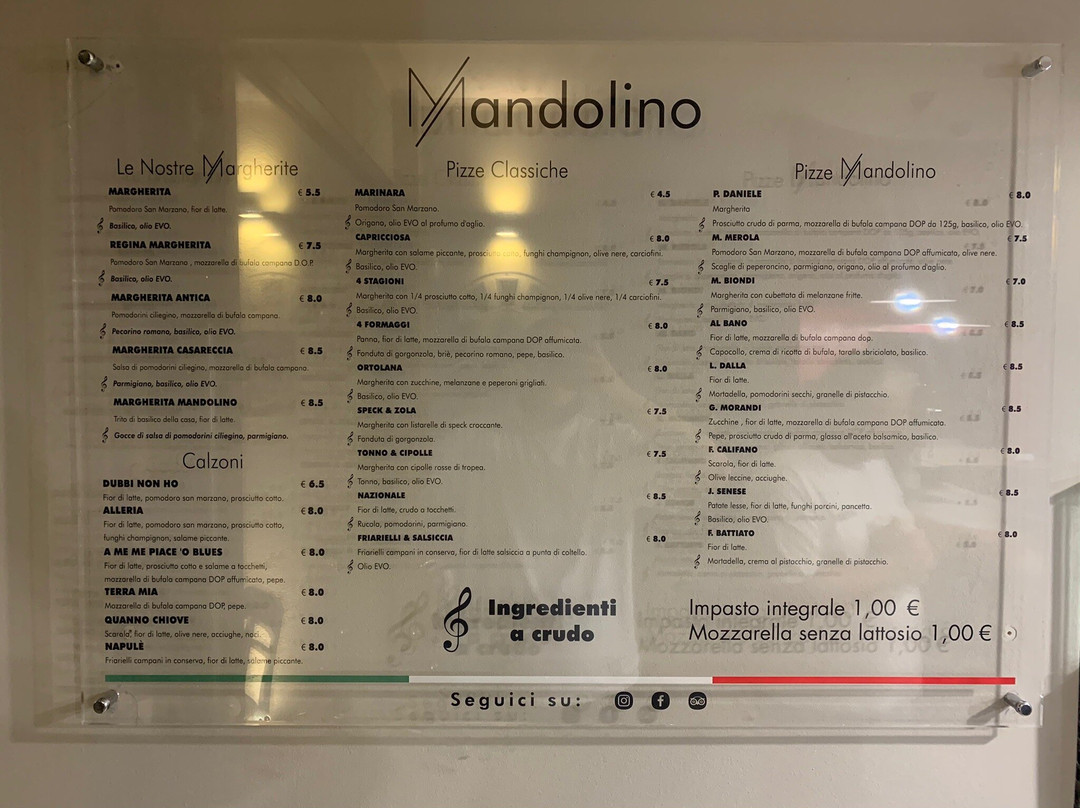 Mandolino
Le Nostre Margherite
MARGHERITA € 5.5
Pomodoro San Marzano, fior di latte.
Basilico, olio EVO.
REGINA MARGHERITA € 7.5
Pomodoro San Marzano , mozzarella di bufala campana D.O.P.
Basilico, olio EVO.
MARGHERITA ANTICA € 8.0
Pomodorini ciliegino, mozzarella di bufala campana.
Pecorino romano, basilico, olio EVO.
MARGHERITA CASARECCIA € 8.5
Salsa di pomodorini ciliegino, mozzarella di bufala campana.
Parmigiano, basilico, olio EVO.
MARGHERITA MANDOLINO € 8.5
Trito di basilico della casa, fior di latte.
Gocce di salsa di pomodorini ciliegino, parmigiano.
Calzoni
DUBBI NON HO € 6.5
Fior di latte, pomodoro san marzano, prosciutto cotto.
ALLERIA € 8.0
Fior di latte, pomodoro san marzano, prosciutto cotto,
funghi champignon, salame piccante.
A ME ME PIACE 'O BLUES € 8.0
Fior di latte, prosciutto cotto e salame a tocchetti,
mozzarella di bufala campana DOP affumicata, pepe.
TERRA MIA € 8.0
Mozzarella di bufala campana DOP, pepe.
QUANNO CHIOVE € 8.0
Scarola, fior di latte, olive nere, acciughe, noci.
NAPULÈ € 8.0
Friarielli campani in conserva, fior di latte, salame piccante.
Pizze Classiche
MARINARA € 4.5
Pomodoro San Marzano.
Origano, olio EVO al profumo d'aglio.
CAPRICCIOSA € 8.0
Margherita con salame piccante, prosciutto cotto, funghi champignon, olive nere, carciofini.
Basilico, olio EVO.
4 STAGIONI € 7.5
Margherita con 1/4 prosciutto cotto, 1/4 funghi champignon, 1/4 olive nere, 1/4 carciofini.
Basilico, olio EVO.
4 FORMAGGI € 8.0
Panna, fior di latte, mozzarella di bufala campana DOP affumicata.
Fonduta di gorgonzola, briè, pecorino romano, pepe, basilico.
ORTOLANA € 8.0
Margherita con zucchine, melanzane e peperoni grigliati.
Basilico, olio EVO.
SPECK & ZOLA € 7.5
Margherita con listarelle di speck croccante.
Fonduta di gorgonzola.
TONNO & CIPOLLE € 7.5
Margherita con cipolle rosse di tropea.
Tonno, basilico, olio EVO.
NAZIONALE € 8.5
Fior di latte, crudo a tocchetti.
Rucola, pomodorini, parmigiano.
FRIARIELLI & SALSICCIA € 8.0
Friarielli campani in conserva, fior di latte salsiccia a punta di coltello.
Olio EVO.
Ingredienti
a crudo
Pizze Mandolino
P. DANIELE € 8.0
Margherita
Prosciutto crudo di parma, mozzarella di bufala campana DOP da 125g, basilico, olio EVO.
M. MEROLA € 7.5
Pomodoro San Marzano, mozzarella di bufala campana DOP affumicata, olive nere.
Scaglie di peperoncino, parmigiano, origano, olio al profumo d'aglio.
M. BIONDI € 7.0
Margherita con cubettata di melanzane fritte.
Parmigiano, basilico, olio EVO.
AL BANO € 8.5
Fior di latte, mozzarella di bufala campana dop.
Capocollo, crema di ricotta di bufala, tarallo sbriciolato, basilico.
L. DALLA € 8.5
Fior di latte.
Mortadella, pomodorini secchi, granelle di pistacchio.
G. MORANDI € 8.5
Zucchine , fior di latte, mozzarella di bufala campana DOP affumicata.
Pepe, prosciutto crudo di parma, glassa all'aceto balsamico, basilico.
F. CALIFANO € 8.0
Scarola, fior di latte.
Olive leccine, acciughe.
J. SENESE € 8.5
Patate lesse, fior di latte, funghi porcini, pancetta.
Basilico, olio EVO.
F. BATTIATO € 8.0
Fior di latte.
Mortadella, crema al pistacchio, granelle di pistacchio.
Impasto integrale 1,00 €
Mozzarella senza lattosio 1,00 €
Seguici su: